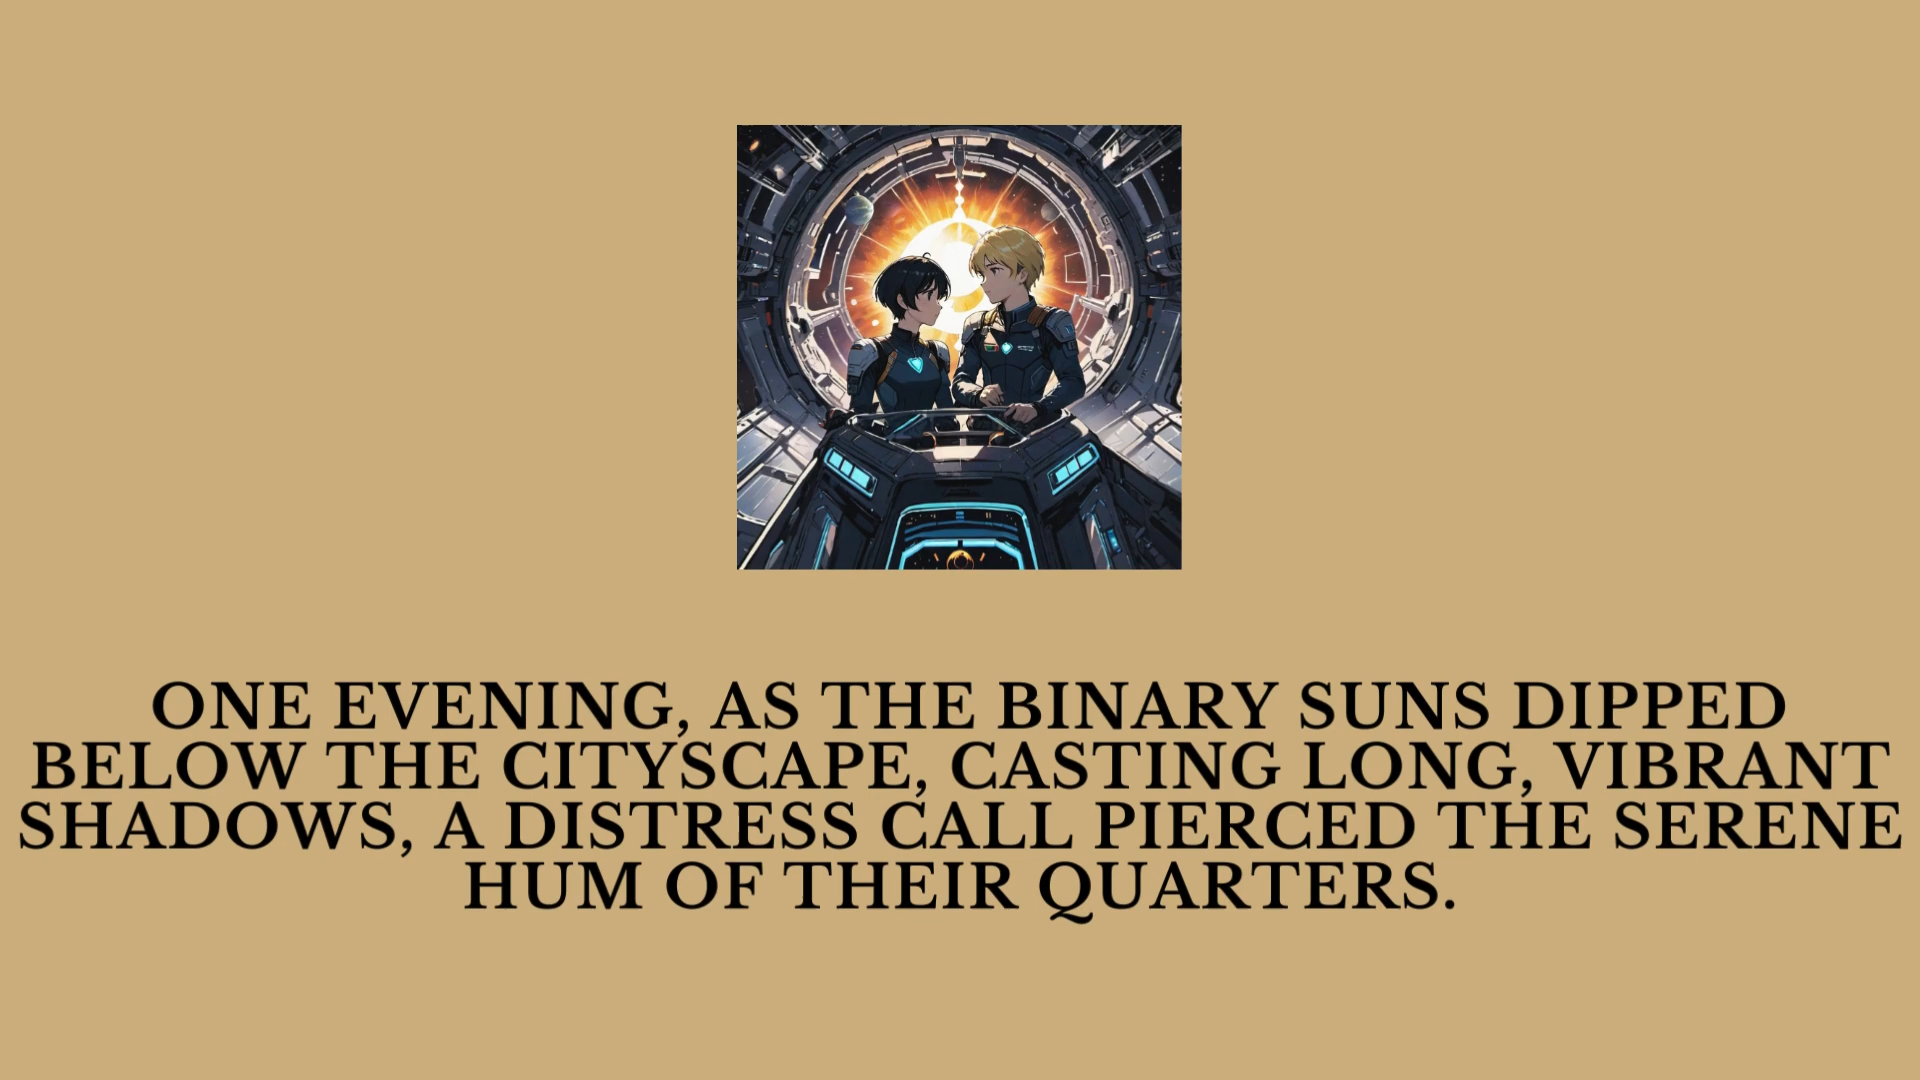 ONE EVENING, AS THE BINARY SUNS DIPPED
BELOW THE CITYSCAPE, CASTING LONG, VIBRANT
SHADOWS, A DISTRESS CALL PIERCED THE SERENE
HUM OF THEIR QUARTERS.